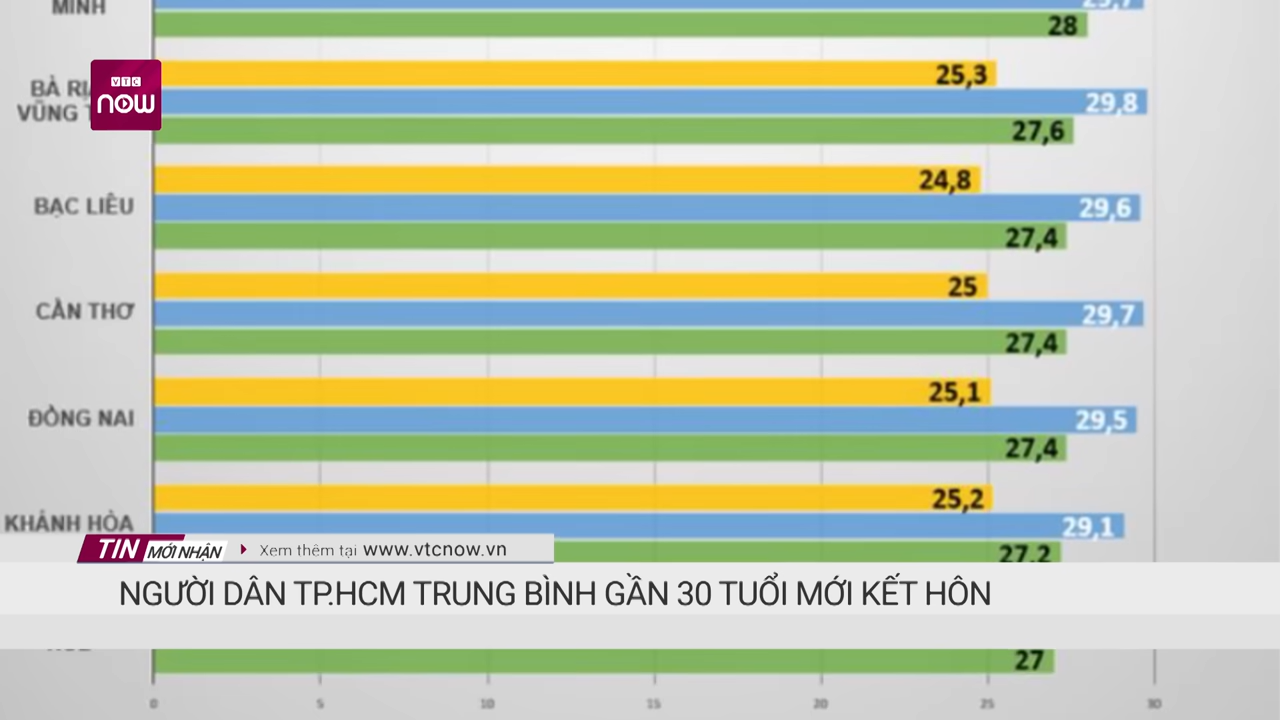 MINH
28
VTC
now
BÀ RỊ
VŨNG T
25,3
29,8
27,6
BẠC LIÊU
24,8
29,6
27,4
CẦN THƠ
25
29,7
27,4
ĐỒNG NAI
25,1
29,5
27,4
KHÁNH HÒA
25,2
29,1
27,2
TIN MỚI NHẬN Xem thêm tại www.vtcnow.vn
NGƯỜI DÂN TP.HCM TRUNG BÌNH GẦN 30 TUỔI MỚI KẾT HÔN
27
0 5 10 15 20 25 30